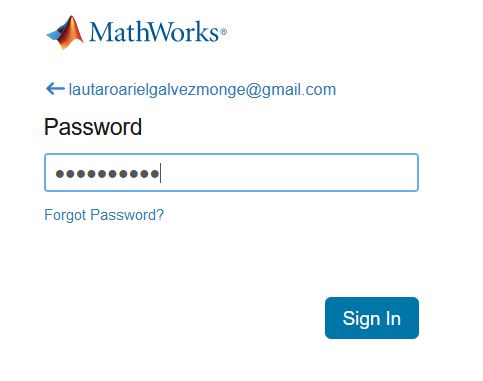 MathWorks®
lautaroarielgalvezmonge@gmail.com
Password
●●●●●●●●●●
Forgot Password?
Sign In